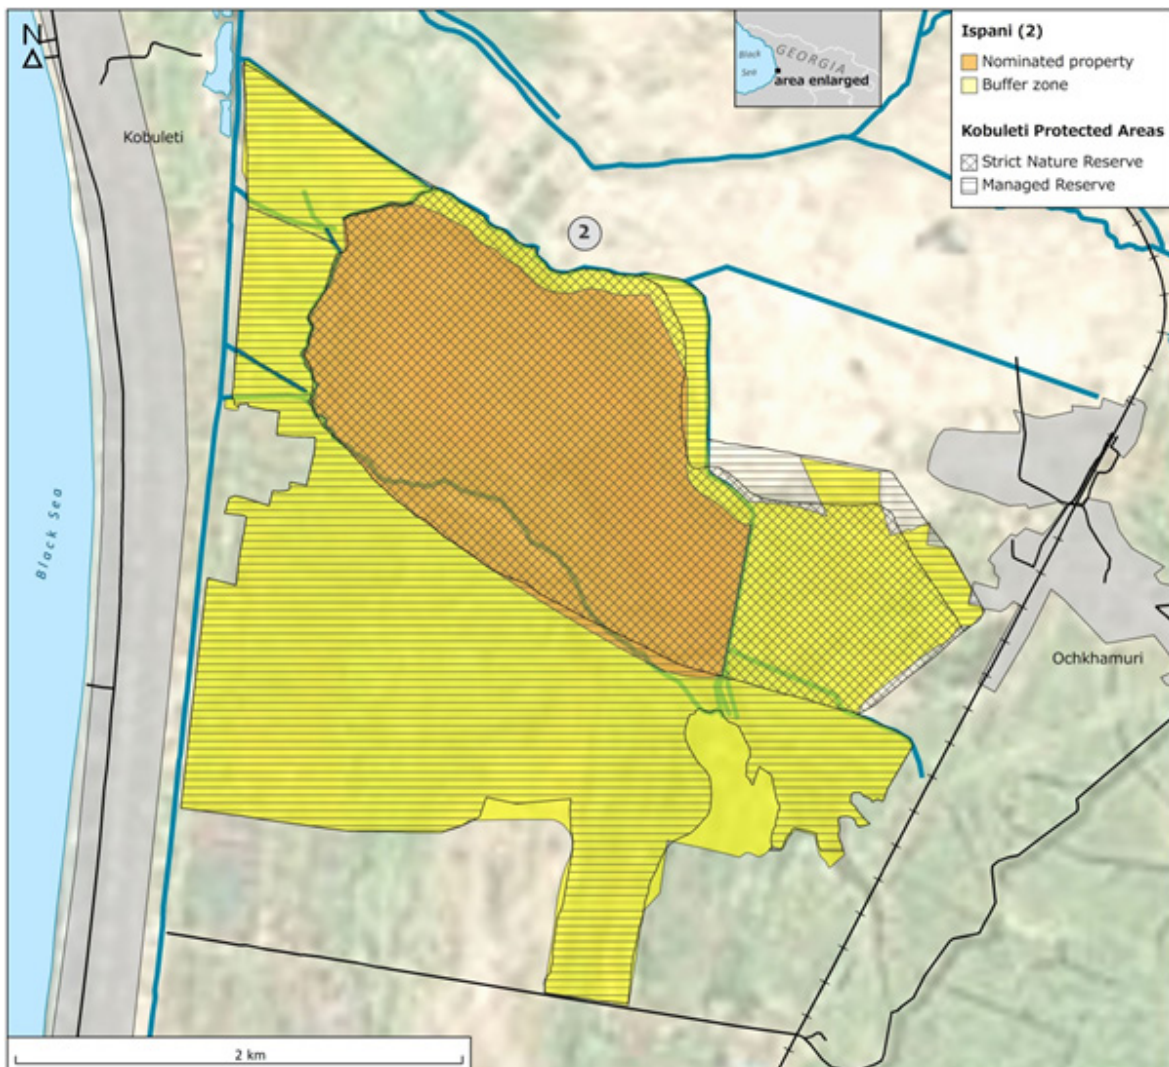 N
Kobuleti
Black
Sea
GEORGIA
area enlarged
Ispani (2)
Nominated property
Buffer zone
Kobuleti Protected Areas
Strict Nature Reserve
Managed Reserve
2
Black Sea
Ochkhamuri
2 km